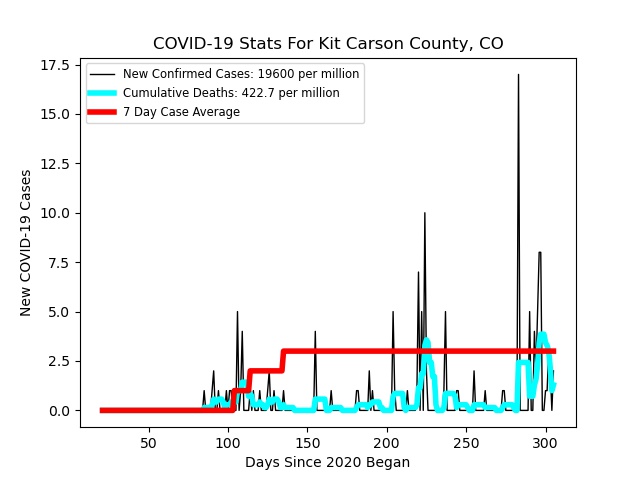 COVID-19 Stats For Kit Carson County, CO
New Confirmed Cases: 19600 per million
Cumulative Deaths: 422.7 per million
7 Day Case Average
New COVID-19 Cases
17.5
15.0
12.5
10.0
7.5
5.0
2.5
0.0
50 100 150 200 250 300
Days Since 2020 Began